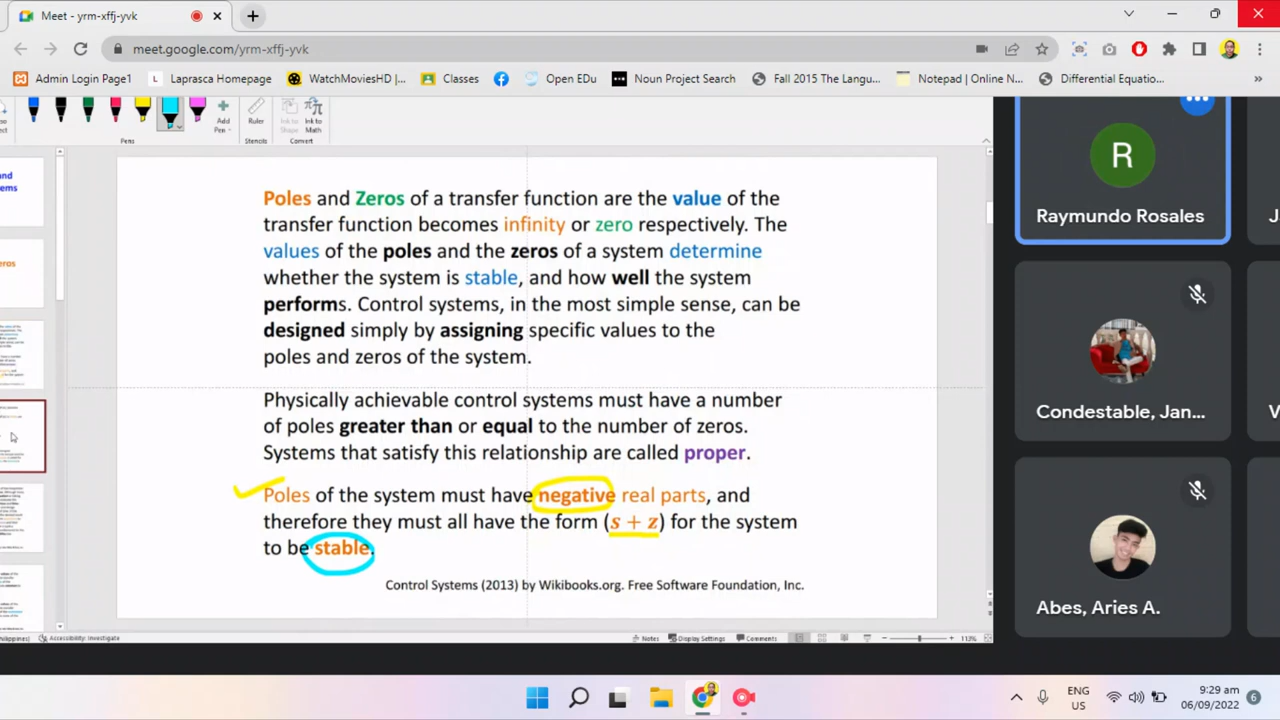 Meet - yrm-xffj-yvk
meet.google.com/yrm-xffj-yvk
Admin Login Page1
L Laprasca Homepage
WatchMoviesHD |...
Classes
Open EDu
Noun Project Search
Fall 2015 The Langu...
Notepad | Online N...
Differential Equatio...
»
Add
Pen
Ruler
Ink to
Shape
Ink to
Math
Pens
Stencils
Convert
Poles and Zeros of a transfer function are the value of the
transfer function becomes infinity or zero respectively. The
values of the poles and the zeros of a system determine
whether the system is stable, and how well the system
performs. Control systems, in the most simple sense, can be
designed simply by assigning specific values to the
poles and zeros of the system.
Physically achievable control systems must have a number
of poles greater than or equal to the number of zeros.
Systems that satisfy this relationship are called proper.
Poles of the system must have negative real parts, and
therefore they must all have the form (s + z) for the system
to be stable.
Control Systems (2013) by Wikibooks.org. Free Software Foundation, Inc.
R
Raymundo Rosales
Condestable, Jan...
Abes, Aries A.
Accessibility: Investigate
Notes
Display Settings
Comments
113%
ENG
US
9:29 am
06/09/2022
6